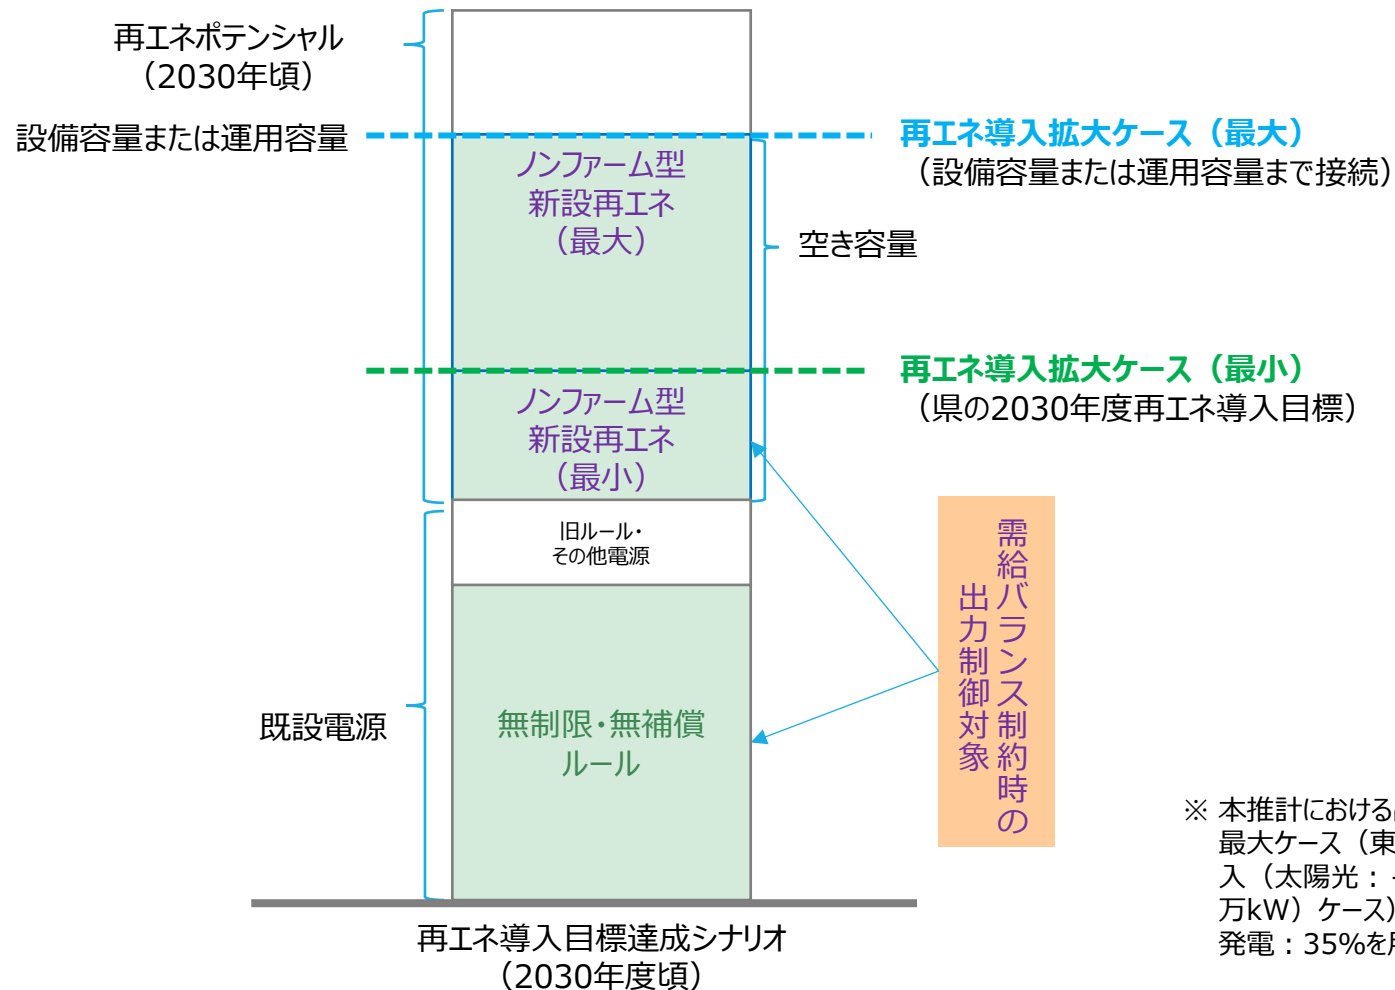 再エネポテンシャル
（2030年頃）
設備容量または運用容量
ノンファーム型
新設再エネ
（最大）
再エネ導入拡大ケース（最大）
（設備容量または運用容量まで接続）
空き容量
再エネ導入拡大ケース（最小）
（県の2030年度再エネ導入目標）
ノンファーム型
新設再エネ
（最小）
旧ルール・
その他電源
需給バランス制約時の
出力制御対象
既設電源
無制限・無補償
ルール
※ 本推計における
最大ケース（東
入（太陽光：
万kW）ケース）
発電：35%を
再エネ導入目標達成シナリオ
（2030年度頃）